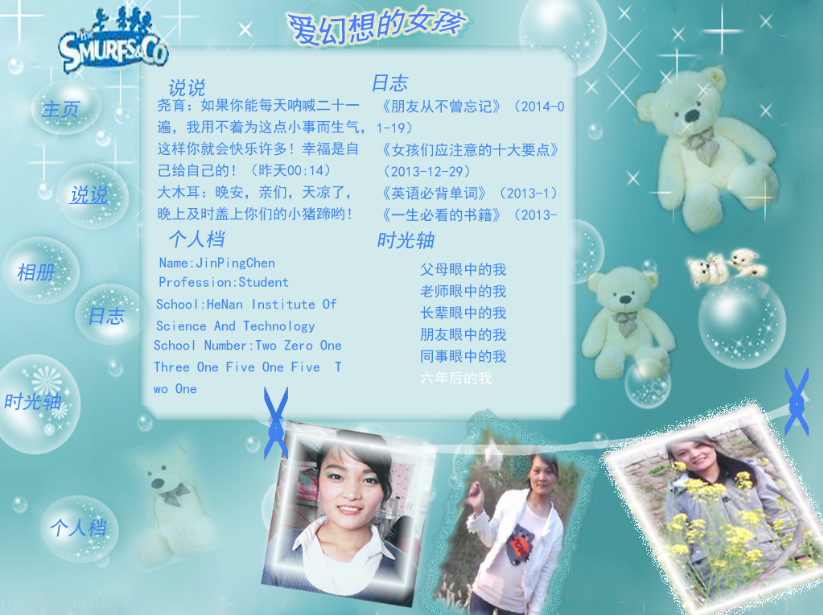 爱幻想的女孩
THE
SMURFS&CO
主页
说说
相册
日志
时光轴
个人档
说说
尧育：如果你能每天呐喊二十一
遍，我用不着为这点小事而生气，
这样你就会快乐许多！幸福是自
己给自己的！（昨天00:14）
大木耳：晚安，亲们，天凉了，
晚上及时盖上你们的小猪蹄哟！
日志
《朋友从不曾忘记》（2014-0
1-19）
《女孩们应注意的十大要点》
（2013-12-29）
《英语必背单词》（2013-1）
《一生必看的书籍》（2013-
个人档
Name:JinPingChen
Profession:Student
School:HeNan Institute Of
Science And Technology
School Number:Two Zero One
Three One Five One Five  T
wo One
时光轴
父母眼中的我
老师眼中的我
长辈眼中的我
朋友眼中的我
同事眼中的我
六年后的我